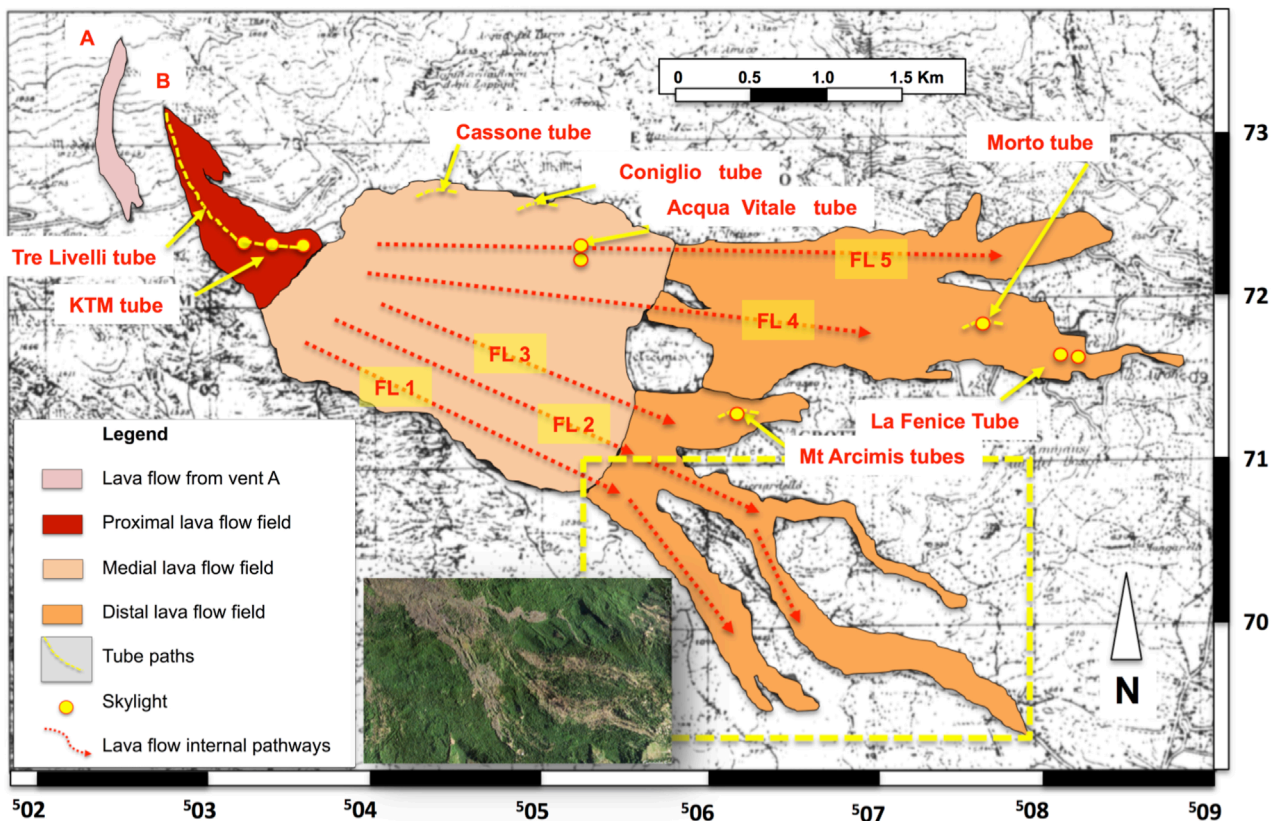 A
B
0 0.5 1.0 1.5 Km
73
Cassone tube
Morto tube
Coniglio tube
Acqua Vitale tube
Tre Livelli tube
KTM tube
FL 5
72
FL 4
FL 3
FL 1
FL 2
La Fenice Tube
Mt Arcimis tubes
71
Legend
Lava flow from vent A
Proximal lava flow field
Medial lava flow field
Distal lava flow field
Tube paths
Skylight
Lava flow internal pathways
70
N
⁵02 ⁵03 ⁵04 ⁵05 ⁵06 ⁵07 ⁵08 ⁵09